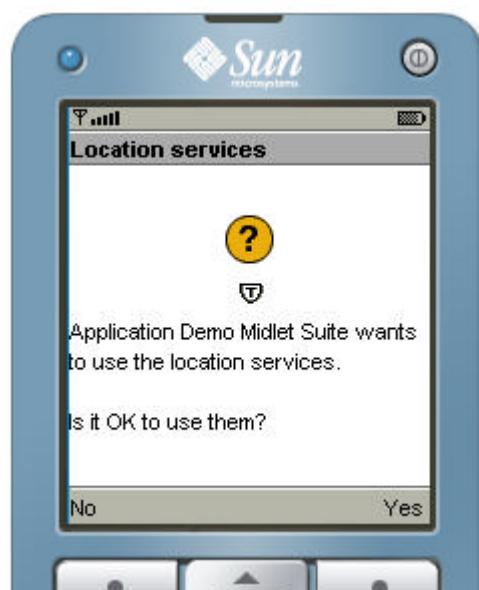 Sun
microsystems
Location services
?
T
Application Demo Midlet Suite wants
to use the location services.
Is it OK to use them?
No Yes